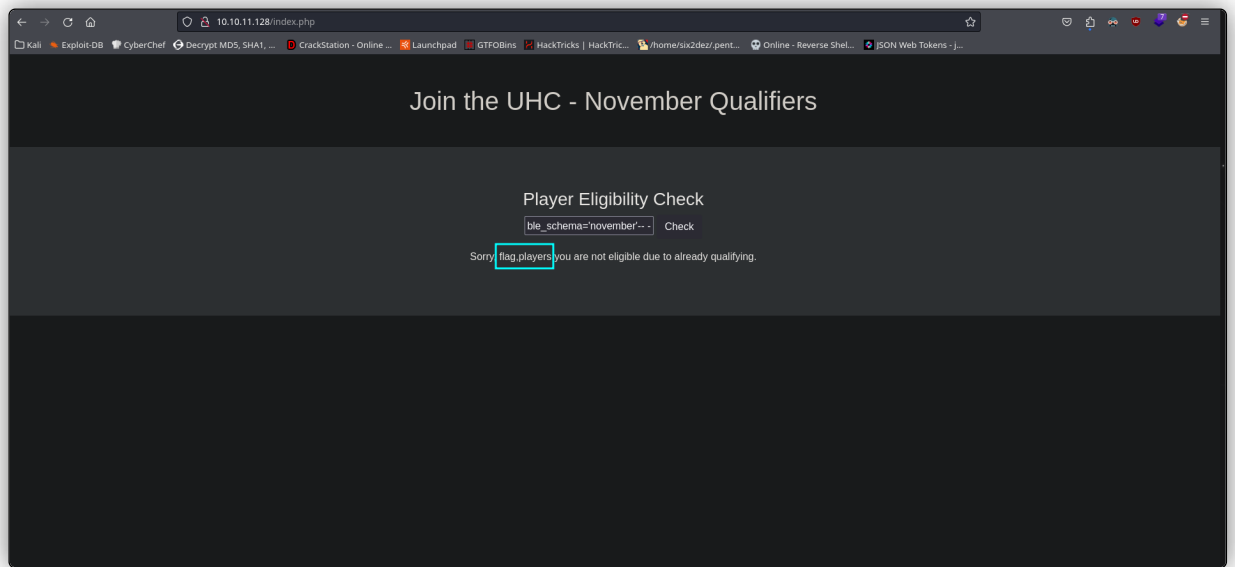 10.10.11.128/index.php
Kali Exploit-DB CyberChef Decrypt MD5, SHA1, ... CrackStation - Online ... Launchpad GTFOBins HackTricks | HackTric... /home/six2dez/.pent... Online - Reverse Shel... JSON Web Tokens - j...
Join the UHC - November Qualifiers
Player Eligibility Check
ble_schema='november'-- - Check
Sorry, flag,players you are not eligible due to already qualifying.